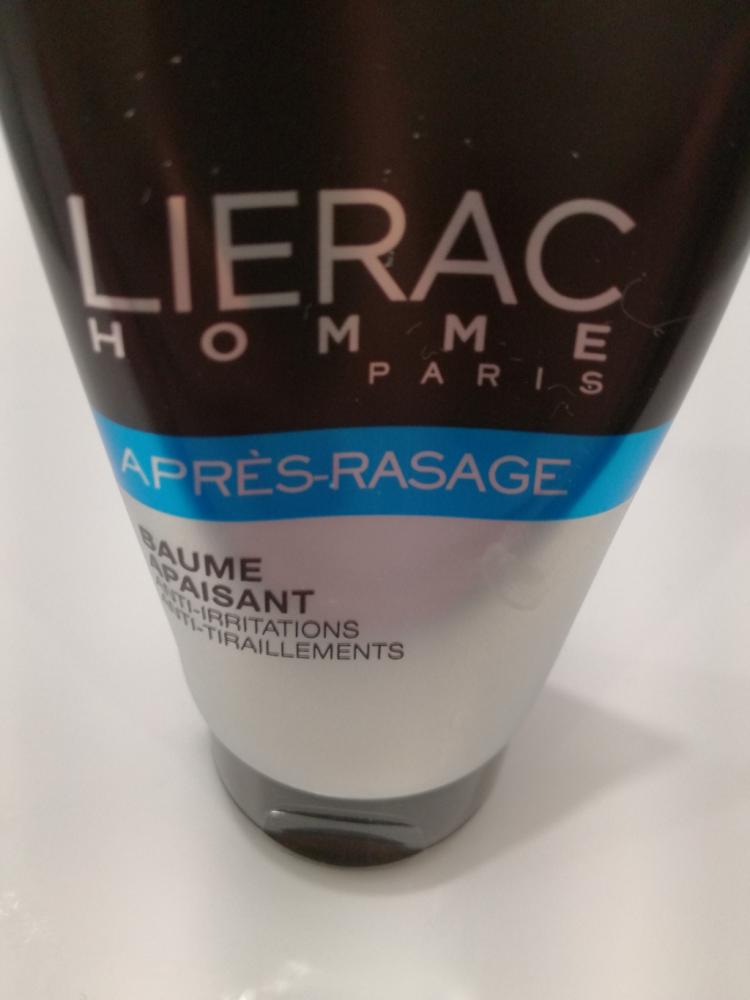 LIERAC
HOMME
PARIS
APRÈS-RASAGE
BAUME
APAISANT
ANTI-IRRITATIONS
ANTI-TIRAILLEMENTS